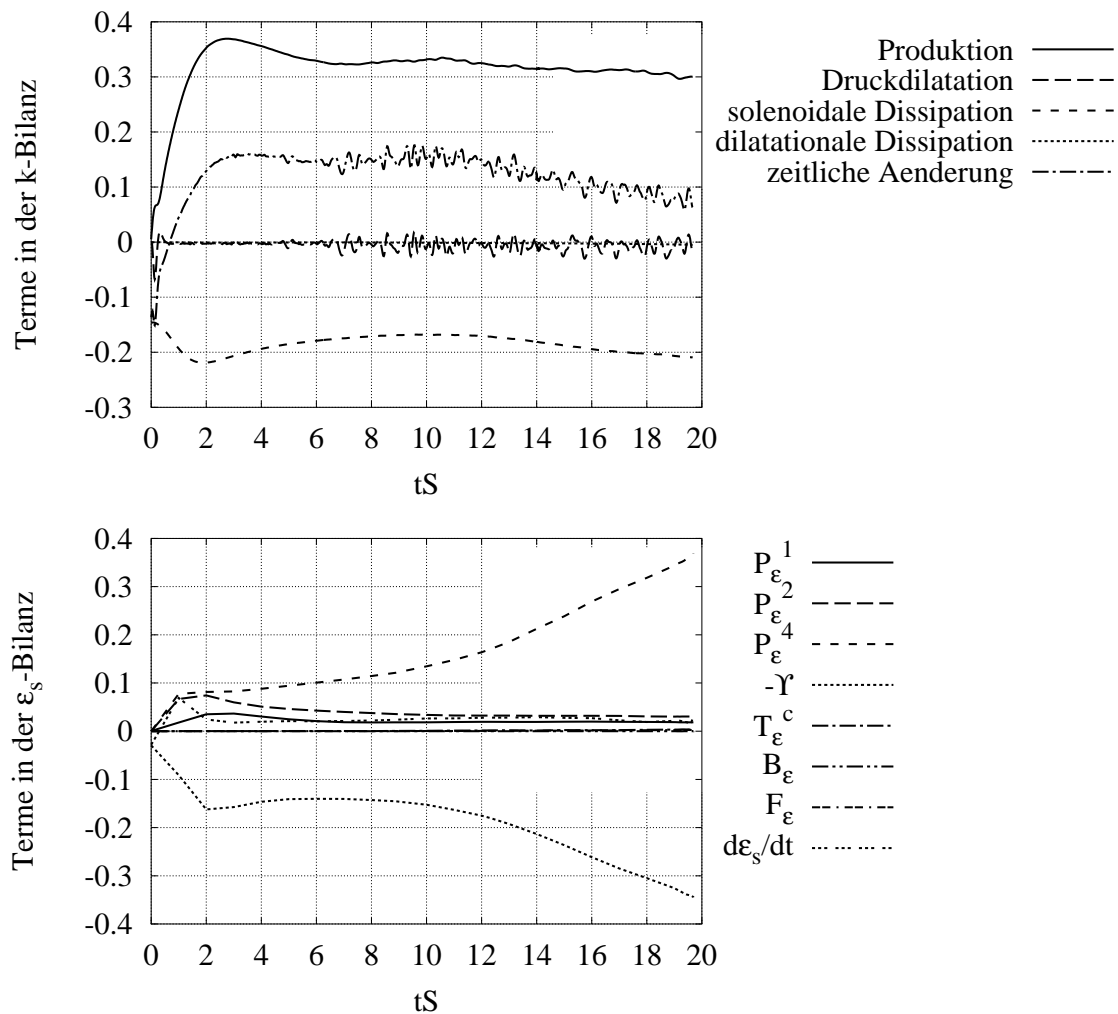 0.4
0.3
0.2
0.1
0
-0.1
-0.2
-0.3
0 2 4 6 8 10 12 14 16 18 20
Terme in der k-Bilanz
tS
Produktion
Druckdilatation
solenoidale Dissipation
dilatationale Dissipation
zeitliche Aenderung
0.4
0.3
0.2
0.1
0
-0.1
-0.2
-0.3
-0.4
0 2 4 6 8 10 12 14 16 18 20
Terme in der εs-Bilanz
tS
Pε1
Pε2
Pε4
-ϒ
Tεc
Bε
Fε
dεs/dt